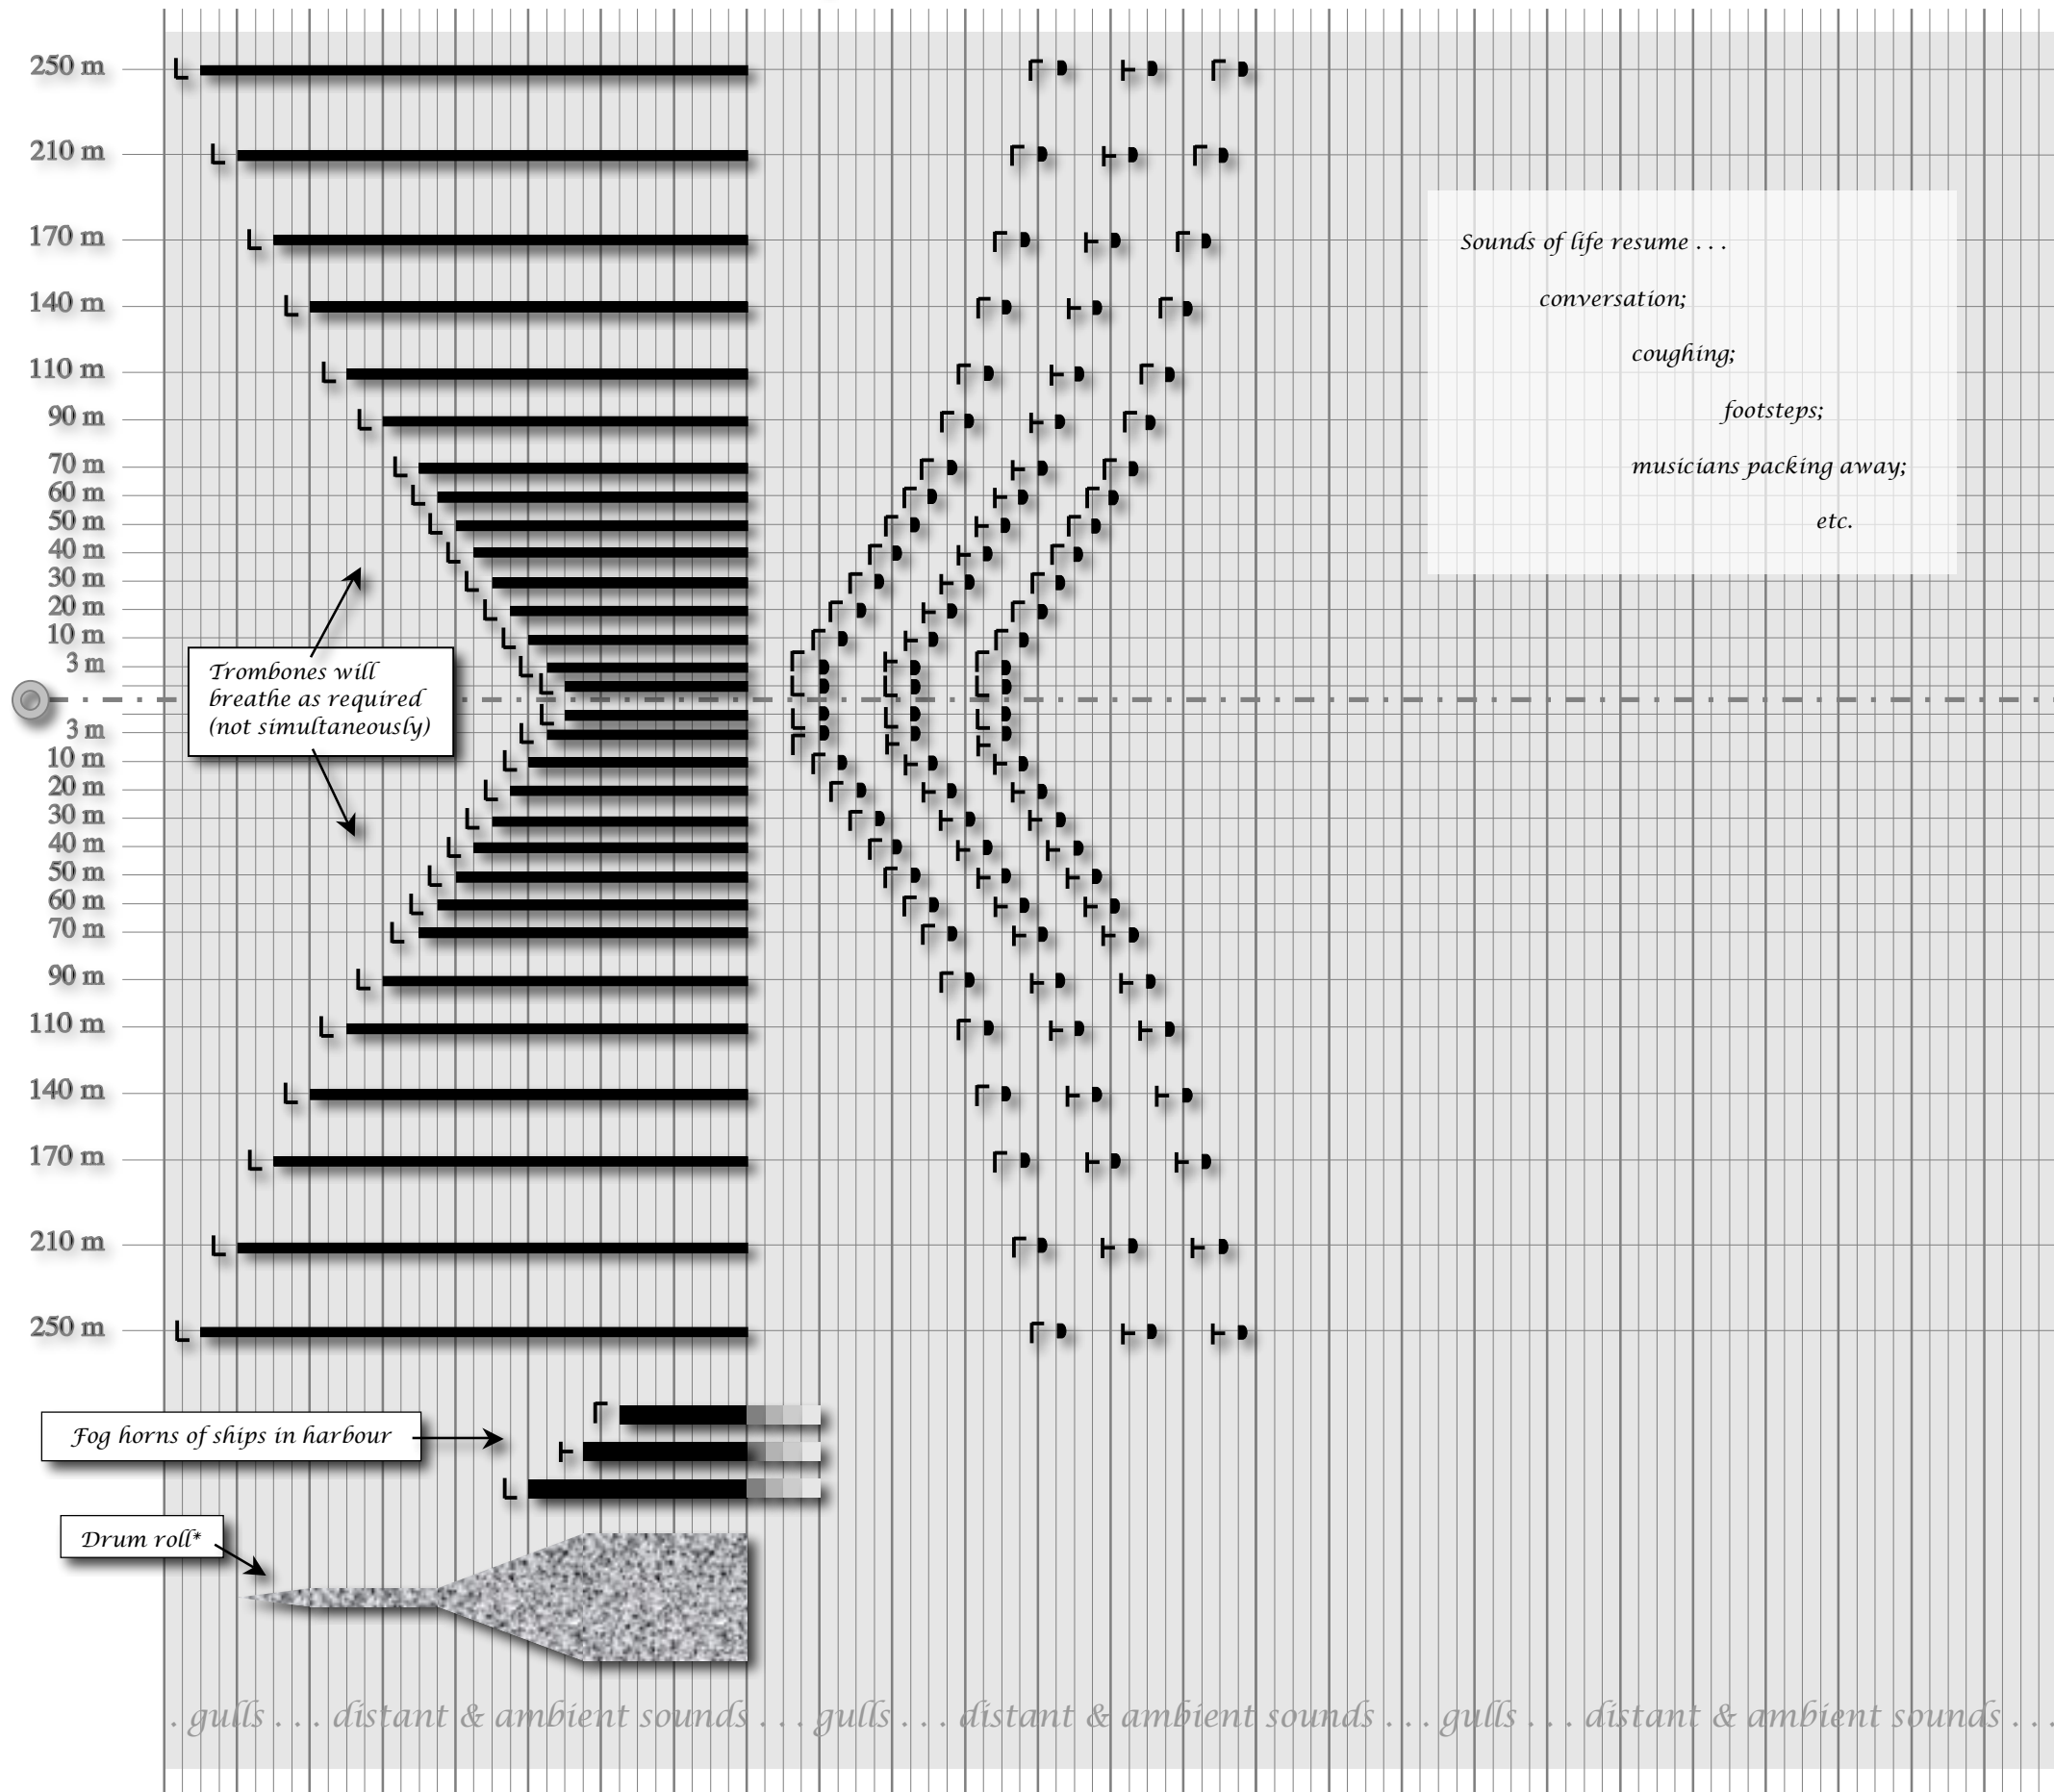 250 m
210 m
170 m
140 m
110 m
90 m
70 m
60 m
50 m
40 m
30 m
20 m
10 m
3 m
3 m
10 m
20 m
30 m
40 m
50 m
60 m
70 m
90 m
110 m
140 m
170 m
210 m
250 m
Sounds of life resume . . .
conversation;
coughing;
footsteps;
musicians packing away;
etc.
Trombones will
breathe as required
(not simultaneously)
Fog horns of ships in harbour
Drum roll*
. gulls . . . distant & ambient sounds . . . gulls . . . distant & ambient sounds . . . gulls . . . distant & ambient sounds . . .